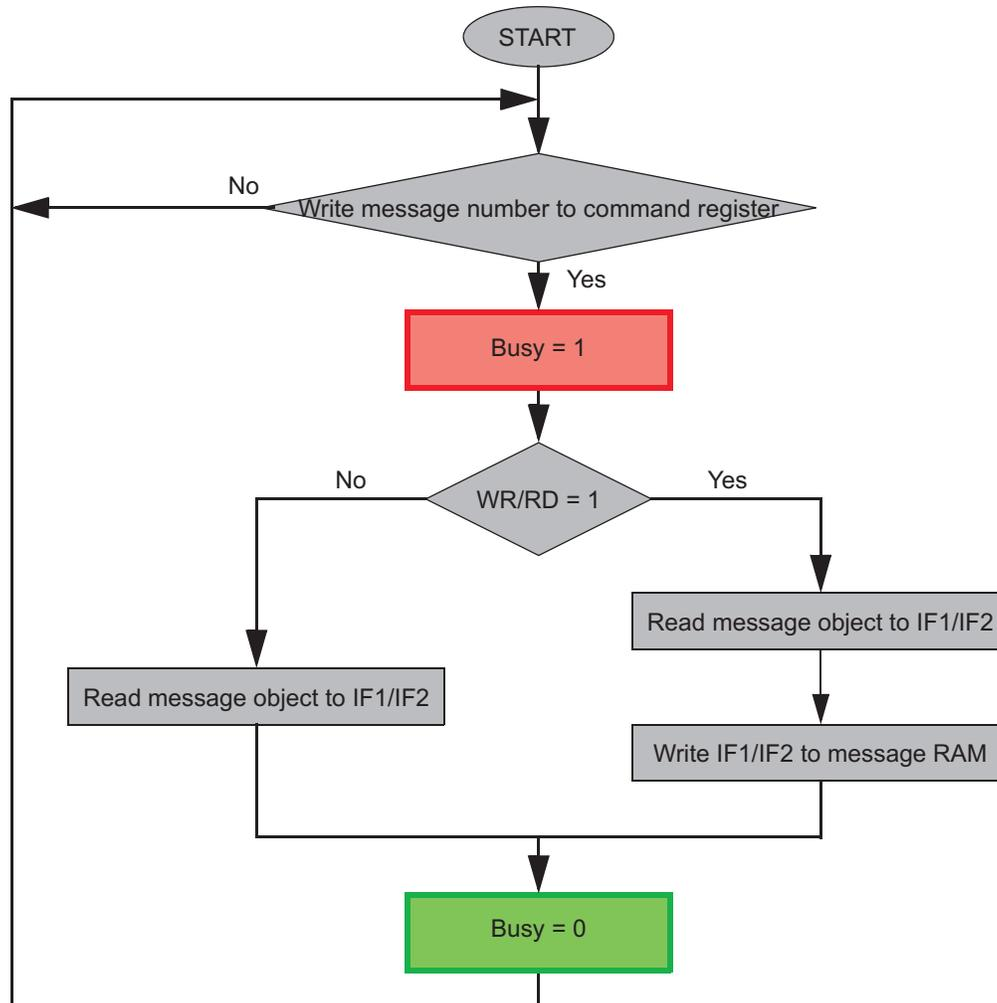 START
No
Write message number to command register
Yes
Busy = 1
No
Yes
WR/RD = 1
Read message object to IF1/IF2
Read message object to IF1/IF2
Write IF1/IF2 to message RAM
Busy = 0